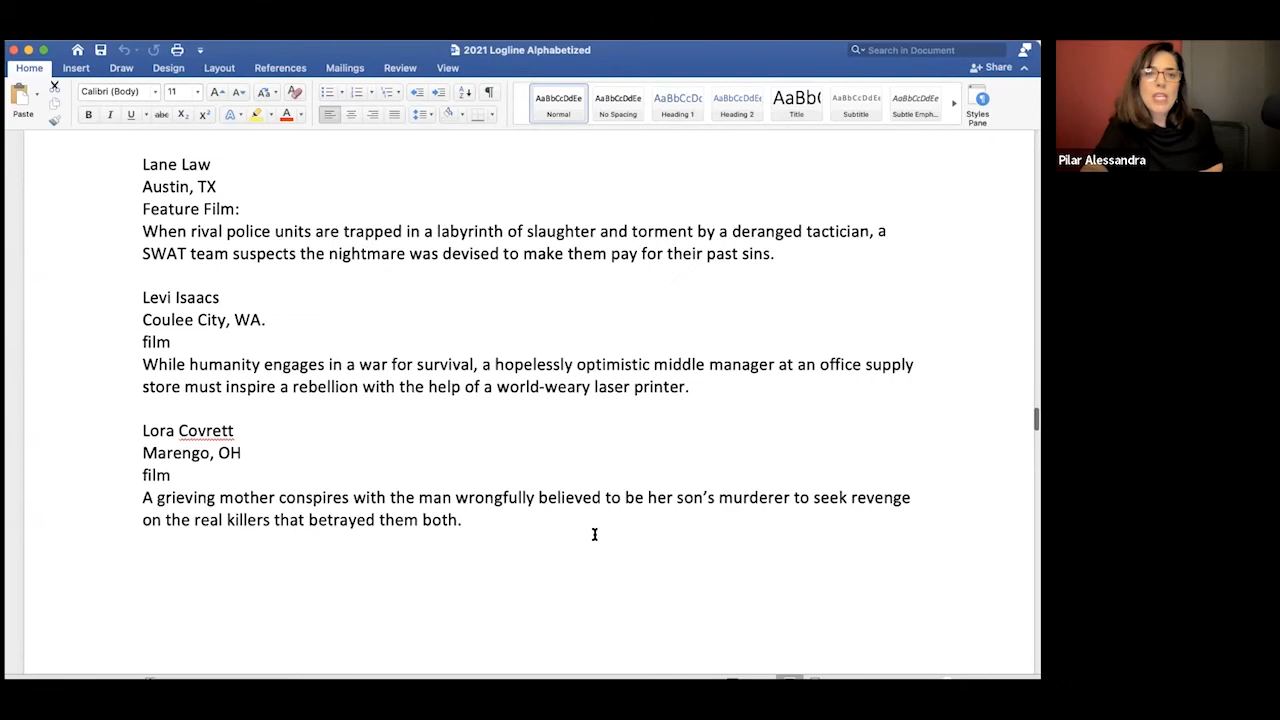 2021 Logline Alphabetized
Search in Document
Home Insert Draw Design Layout References Mailings Review View
Share
Paste
Calibri (Body) 11
AaBbCcDdEe AaBbCcDdEe AaBbCcDc AaBbCcDdEe AaBb( AaBbCcDdEe AaBbCcDdEe
Normal No Spacing Heading 1 Heading 2 Title Subtitle Subtle Emph...
Styles
Pane
Pilar Alessandra
Lane Law
Austin, TX
Feature Film:
When rival police units are trapped in a labyrinth of slaughter and torment by a deranged tactician, a
SWAT team suspects the nightmare was devised to make them pay for their past sins.
Levi Isaacs
Coulee City, WA.
film
While humanity engages in a war for survival, a hopelessly optimistic middle manager at an office supply
store must inspire a rebellion with the help of a world-weary laser printer.
Lora Covrett
Marengo, OH
film
A grieving mother conspires with the man wrongfully believed to be her son’s murderer to seek revenge
on the real killers that betrayed them both.